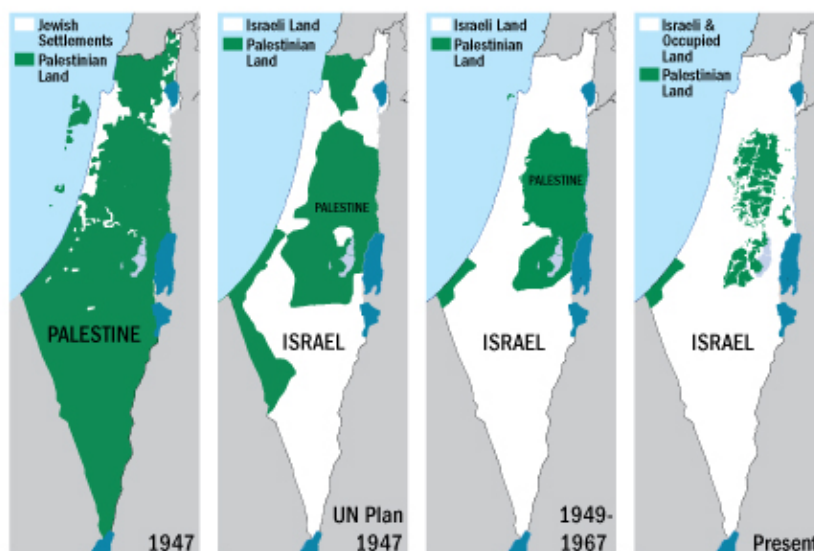 Jewish
Settlements
Palestinian
Land
PALESTINE
1947
Israeli Land
Palestinian
Land
PALESTINE
ISRAEL
UN Plan
1947
Israeli Land
Palestinian
Land
PALESTINE
ISRAEL
1949-
1967
Israeli &
Occupied
Land
Palestinian
Land
ISRAEL
Present